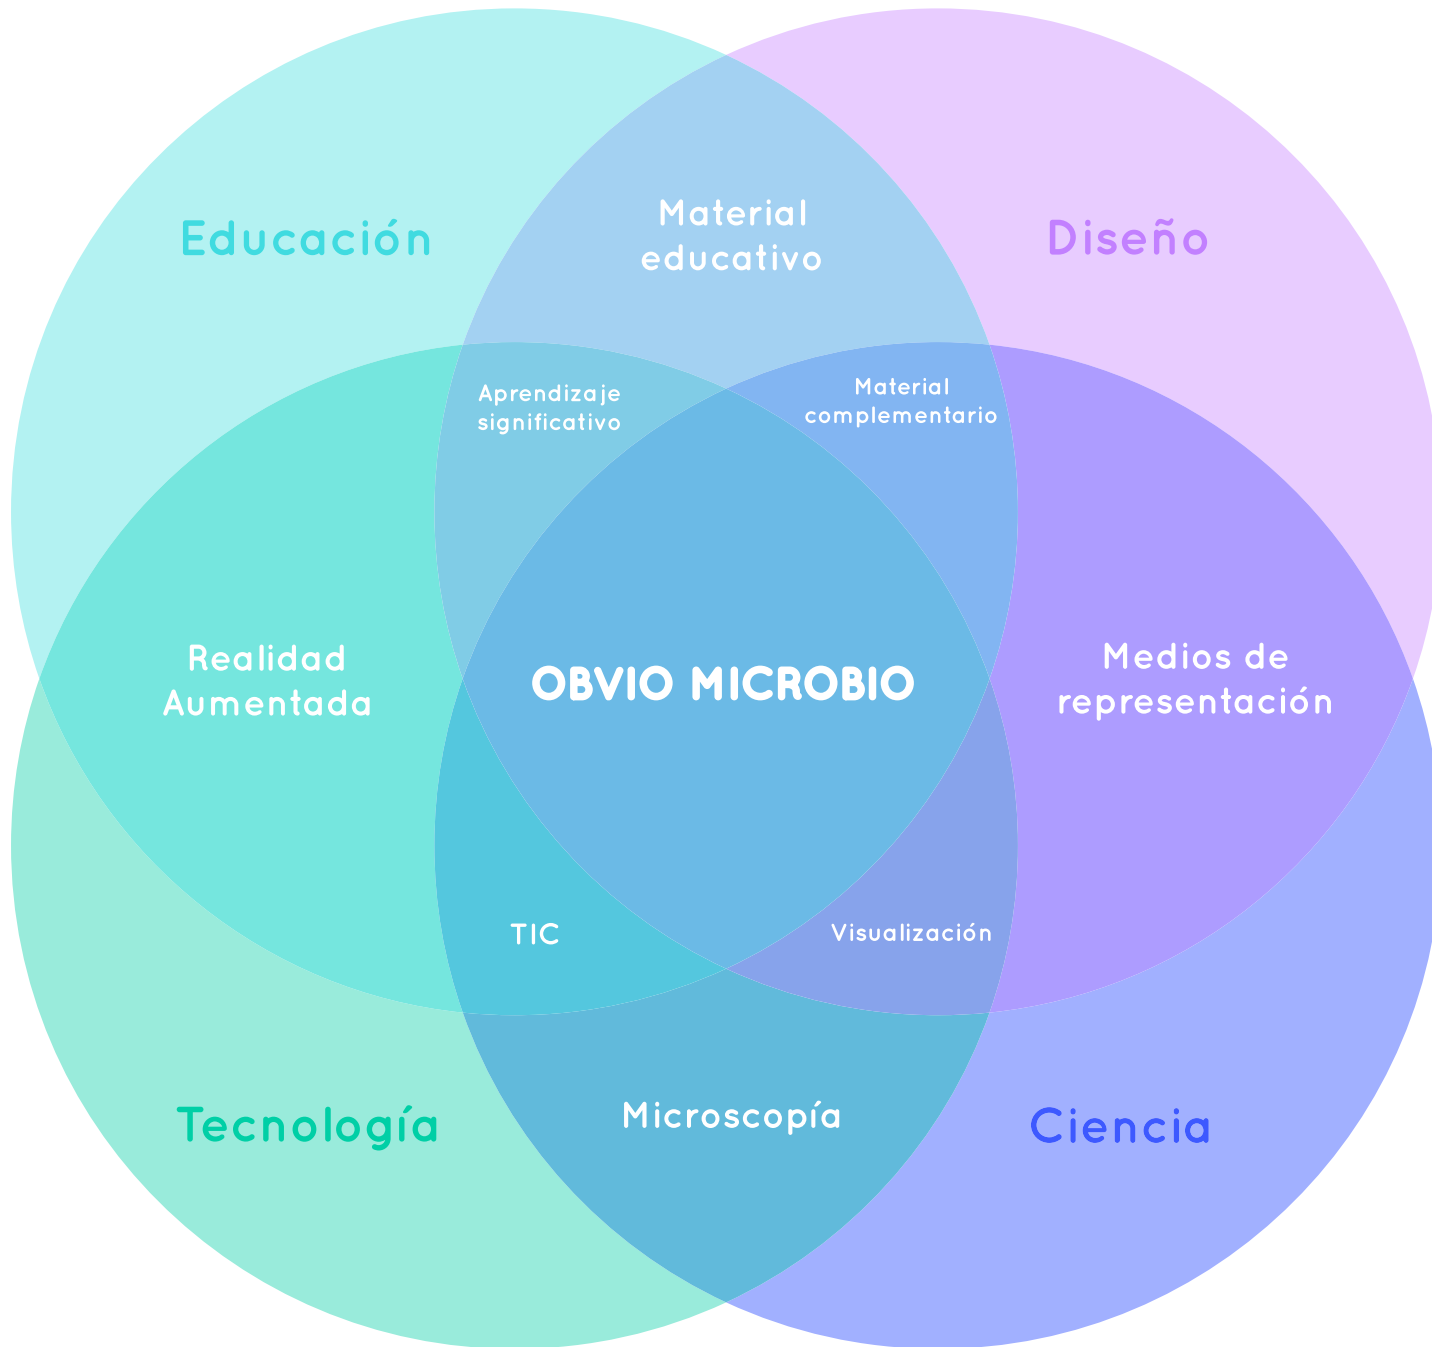 Educación
Material
educativo
Diseño
Aprendizaje
significativo
Material
complementario
Realidad
Aumentada
OBVIO MICROBIO
Medios de
representación
TIC
Visualización
Tecnología
Microscopía
Ciencia